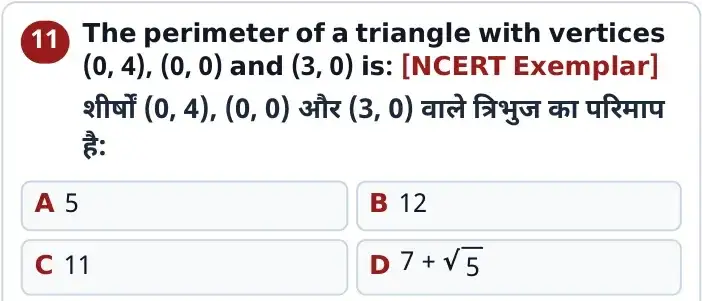 11 The perimeter of a triangle with vertices
(0, 4), (0, 0) and (3, 0) is: [NCERT Exemplar]
शीर्षों (0, 4), (0, 0) और (3, 0) वाले त्रिभुज का परिमाप
है:
A 5
B 12
C 11
D 7 + √5